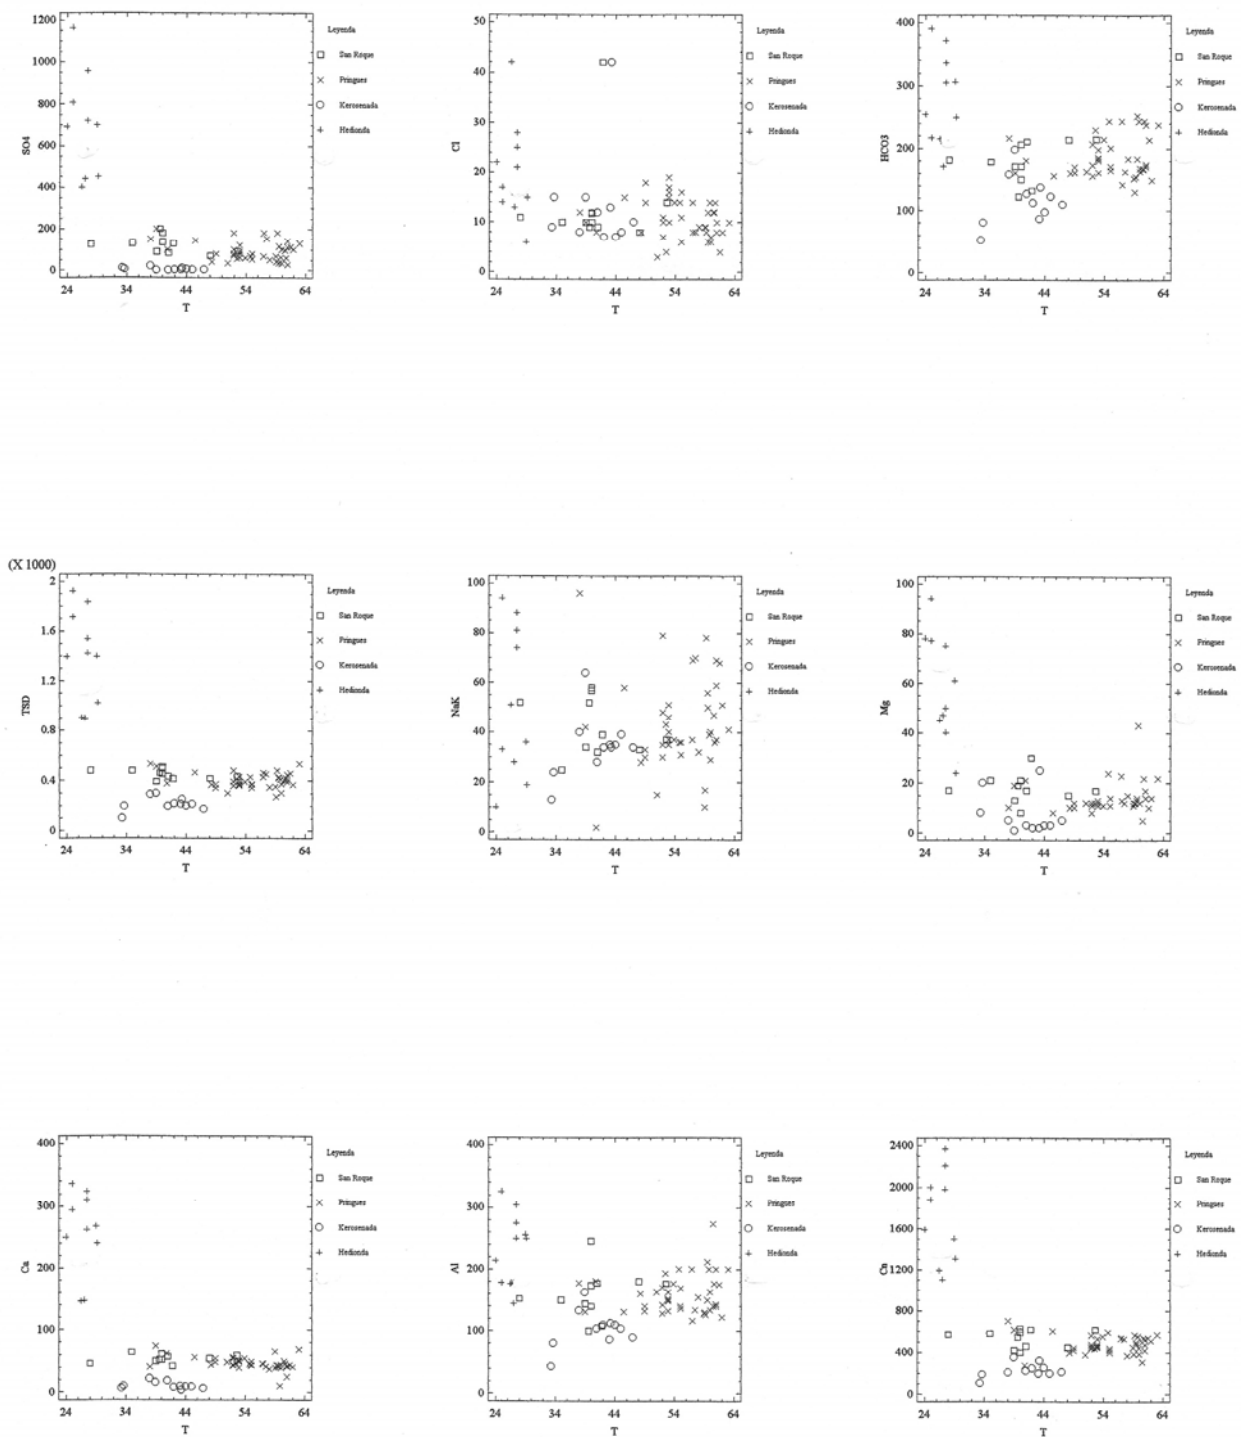 1200
1000
800
600
400
200
0
SO4
24 34 44 54 64
T
Leyenda
San Roque
Pringues
Kerosenada
Hedionda
50
40
30
20
10
0
Cl
24 34 44 54 64
T
Leyenda
San Roque
Pringues
Kerosenada
Hedionda
400
300
200
100
0
HCO3
24 34 44 54 64
T
Leyenda
San Roque
Pringues
Kerosenada
Hedionda
(X 1000)
2
1.6
1.2
0.8
0.4
0
TSD
24 34 44 54 64
T
Leyenda
San Roque
Pringues
Kerosenada
Hedionda
100
80
60
40
20
0
NaK
24 34 44 54 64
T
Leyenda
San Roque
Pringues
Kerosenada
Hedionda
100
80
60
40
20
0
Mg
24 34 44 54 64
T
Leyenda
San Roque
Pringues
Kerosenada
Hedionda
400
300
200
100
0
Ca
24 34 44 54 64
T
Leyenda
San Roque
Pringues
Kerosenada
Hedionda
400
300
200
100
0
Al
24 34 44 54 64
T
Leyenda
San Roque
Pringues
Kerosenada
Hedionda
2400
2000
1600
1200
800
400
0
24 34 44 54 64
T
Leyenda
San Roque
Pringues
Kerosenada
Hedionda